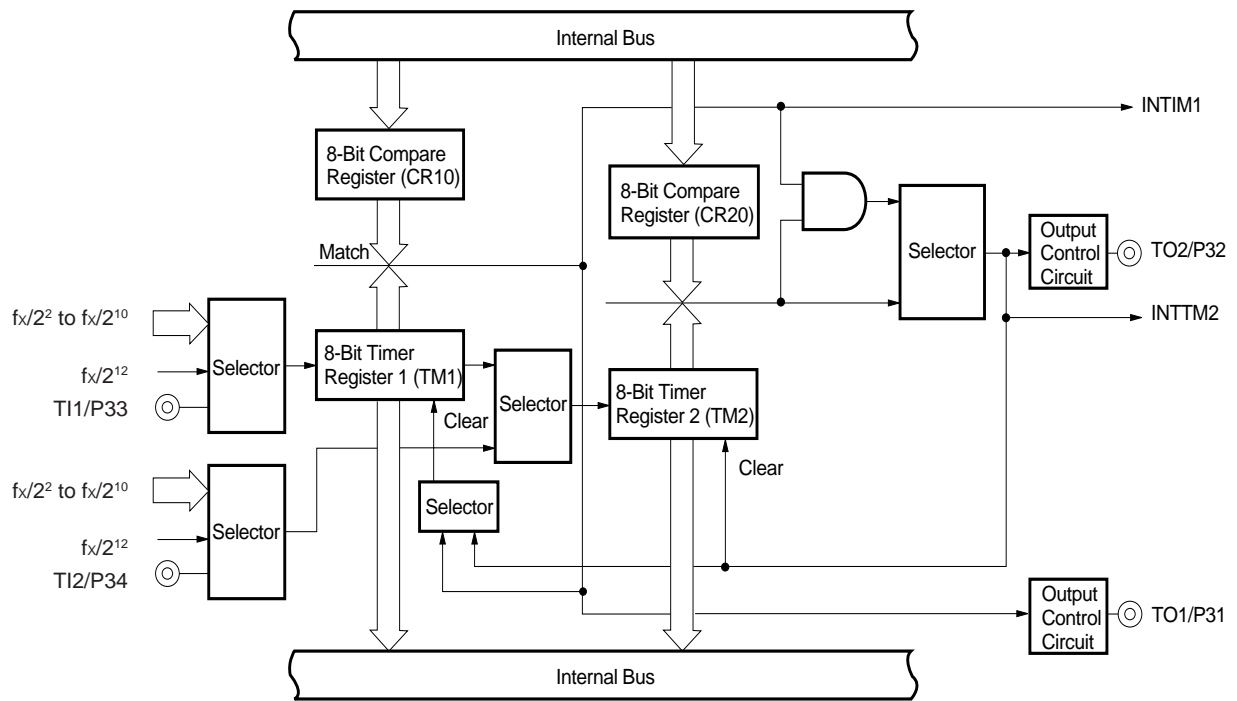 Internal Bus
INTIM1
8-Bit Compare
Register (CR10)
8-Bit Compare
Register (CR20)
Selector
Output
Control
Circuit
TO2/P32
Match
INTTM2
fX/2² to fX/2¹⁰
fX/2¹²
TI1/P33
Selector
8-Bit Timer
Register 1 (TM1)
Selector
8-Bit Timer
Register 2 (TM2)
Clear
Clear
fX/2² to fX/2¹⁰
fX/2¹²
TI2/P34
Selector
Selector
Output
Control
Circuit
TO1/P31
Internal Bus